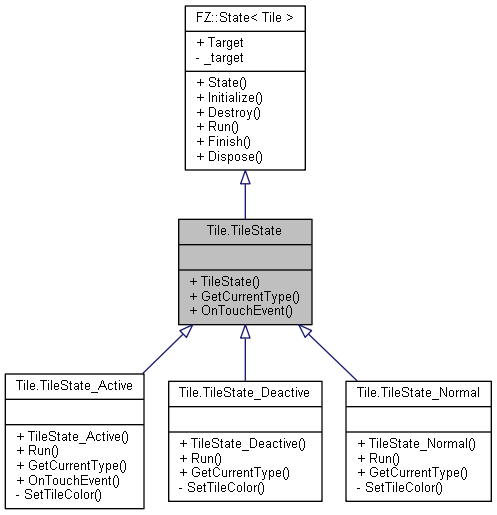 FZ::State< Tile >
+ Target
- _target
+ State()
+ Initialize()
+ Destroy()
+ Run()
+ Finish()
+ Dispose()
Tile.TileState
+ TileState()
+ GetCurrentType()
+ OnTouchEvent()
Tile.TileState_Active
+ TileState_Active()
+ Run()
+ GetCurrentType()
+ OnTouchEvent()
- SetTileColor()
Tile.TileState_Deactive
+ TileState_Deactive()
+ Run()
+ GetCurrentType()
- SetTileColor()
Tile.TileState_Normal
+ TileState_Normal()
+ Run()
+ GetCurrentType()
- SetTileColor()